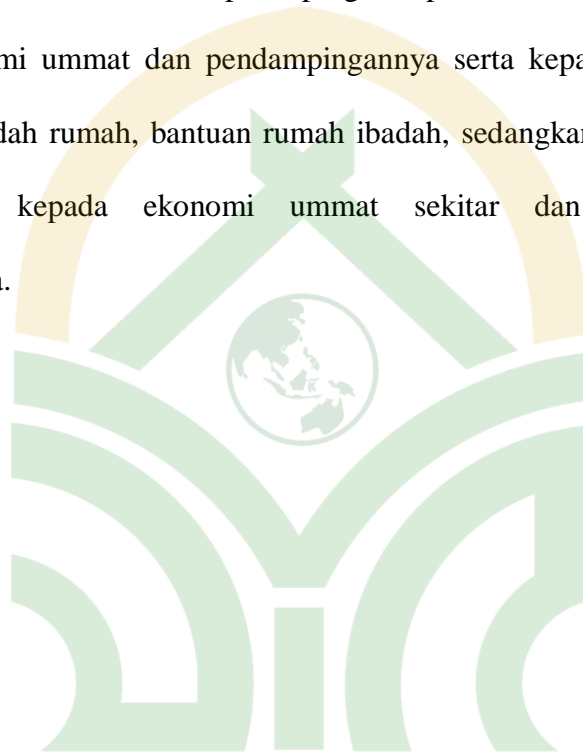 mi ummat dan pendampingannya serta kepa
dah rumah, bantuan rumah ibadah, sedangkan
kepada ekonomi ummat sekitar dan
a.